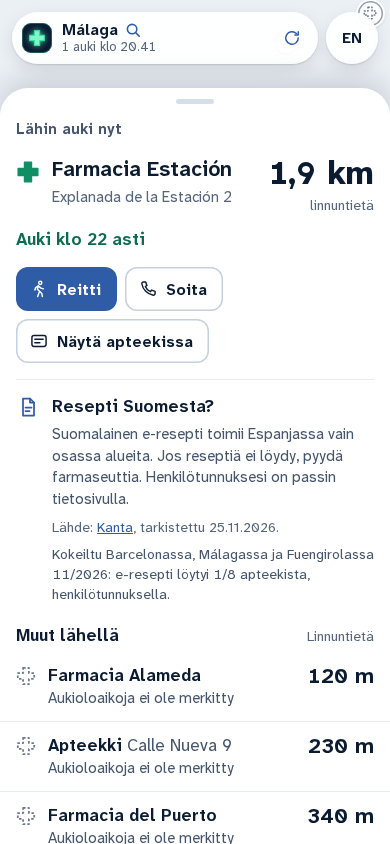 Málaga
1 auki klo 20.41
EN
Lähin auki nyt
Farmacia Estación
1,9 km
Explanada de la Estación 2
linnuntietä
Auki klo 22 asti
Reitti
Soita
Näytä apteekissa
Resepti Suomesta?
Suomalainen e-resepti toimii Espanjassa vain
osassa alueita. Jos reseptiä ei löydy, pyydä
farmaseuttia. Henkilötunnuksesi on passin
tietosivulla.
Lähde: Kanta, tarkistettu 25.11.2026.
Kokeiltu Barcelonassa, Málagassa ja Fuengirolassa
11/2026: e-resepti löytyi 1/8 apteekista,
henkilötunnuksella.
Muut lähellä
Linnuntietä
Farmacia Alameda
120 m
Aukioloaikoja ei ole merkitty
Apteekki Calle Nueva 9
230 m
Aukioloaikoja ei ole merkitty
Farmacia del Puerto
340 m
Aukioloaikoja ei ole merkitty